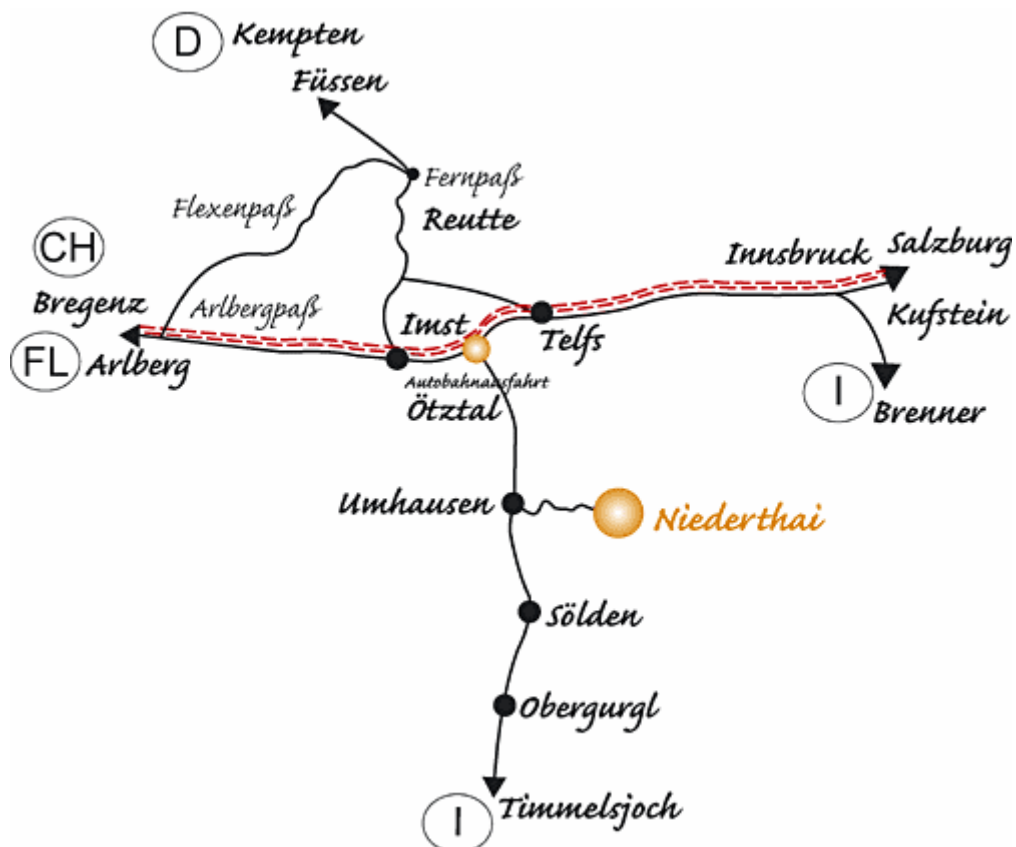 D
Kempten
Füssen
Fernpaß
Flexenpaß
Reutte
CH
Innsbruck
Salzburg
Bregenz
Arlbergpaß
Imst
Kufstein
FL
Arlberg
Telfs
Autobahnausfahrt
Ötztal
I
Brenner
Umhausen
Niederthai
Sölden
Obergurgl
I
Timmelsjoch